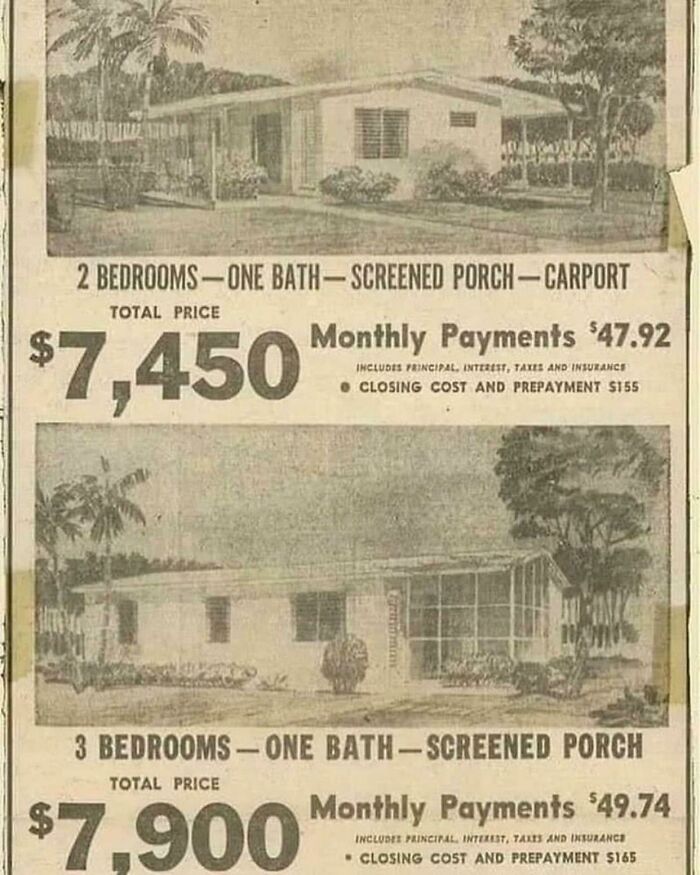 2 BEDROOMS — ONE BATH — SCREENED PORCH — CARPORT
TOTAL PRICE
$7,450
Monthly Payments $47.92
INCLUDES PRINCIPAL, INTEREST, TAXES AND INSURANCE
● CLOSING COST AND PREPAYMENT $155
3 BEDROOMS — ONE BATH — SCREENED PORCH
TOTAL PRICE
$7,900
Monthly Payments $49.74
INCLUDES PRINCIPAL, INTEREST, TAXES AND INSURANCE
• CLOSING COST AND PREPAYMENT $165